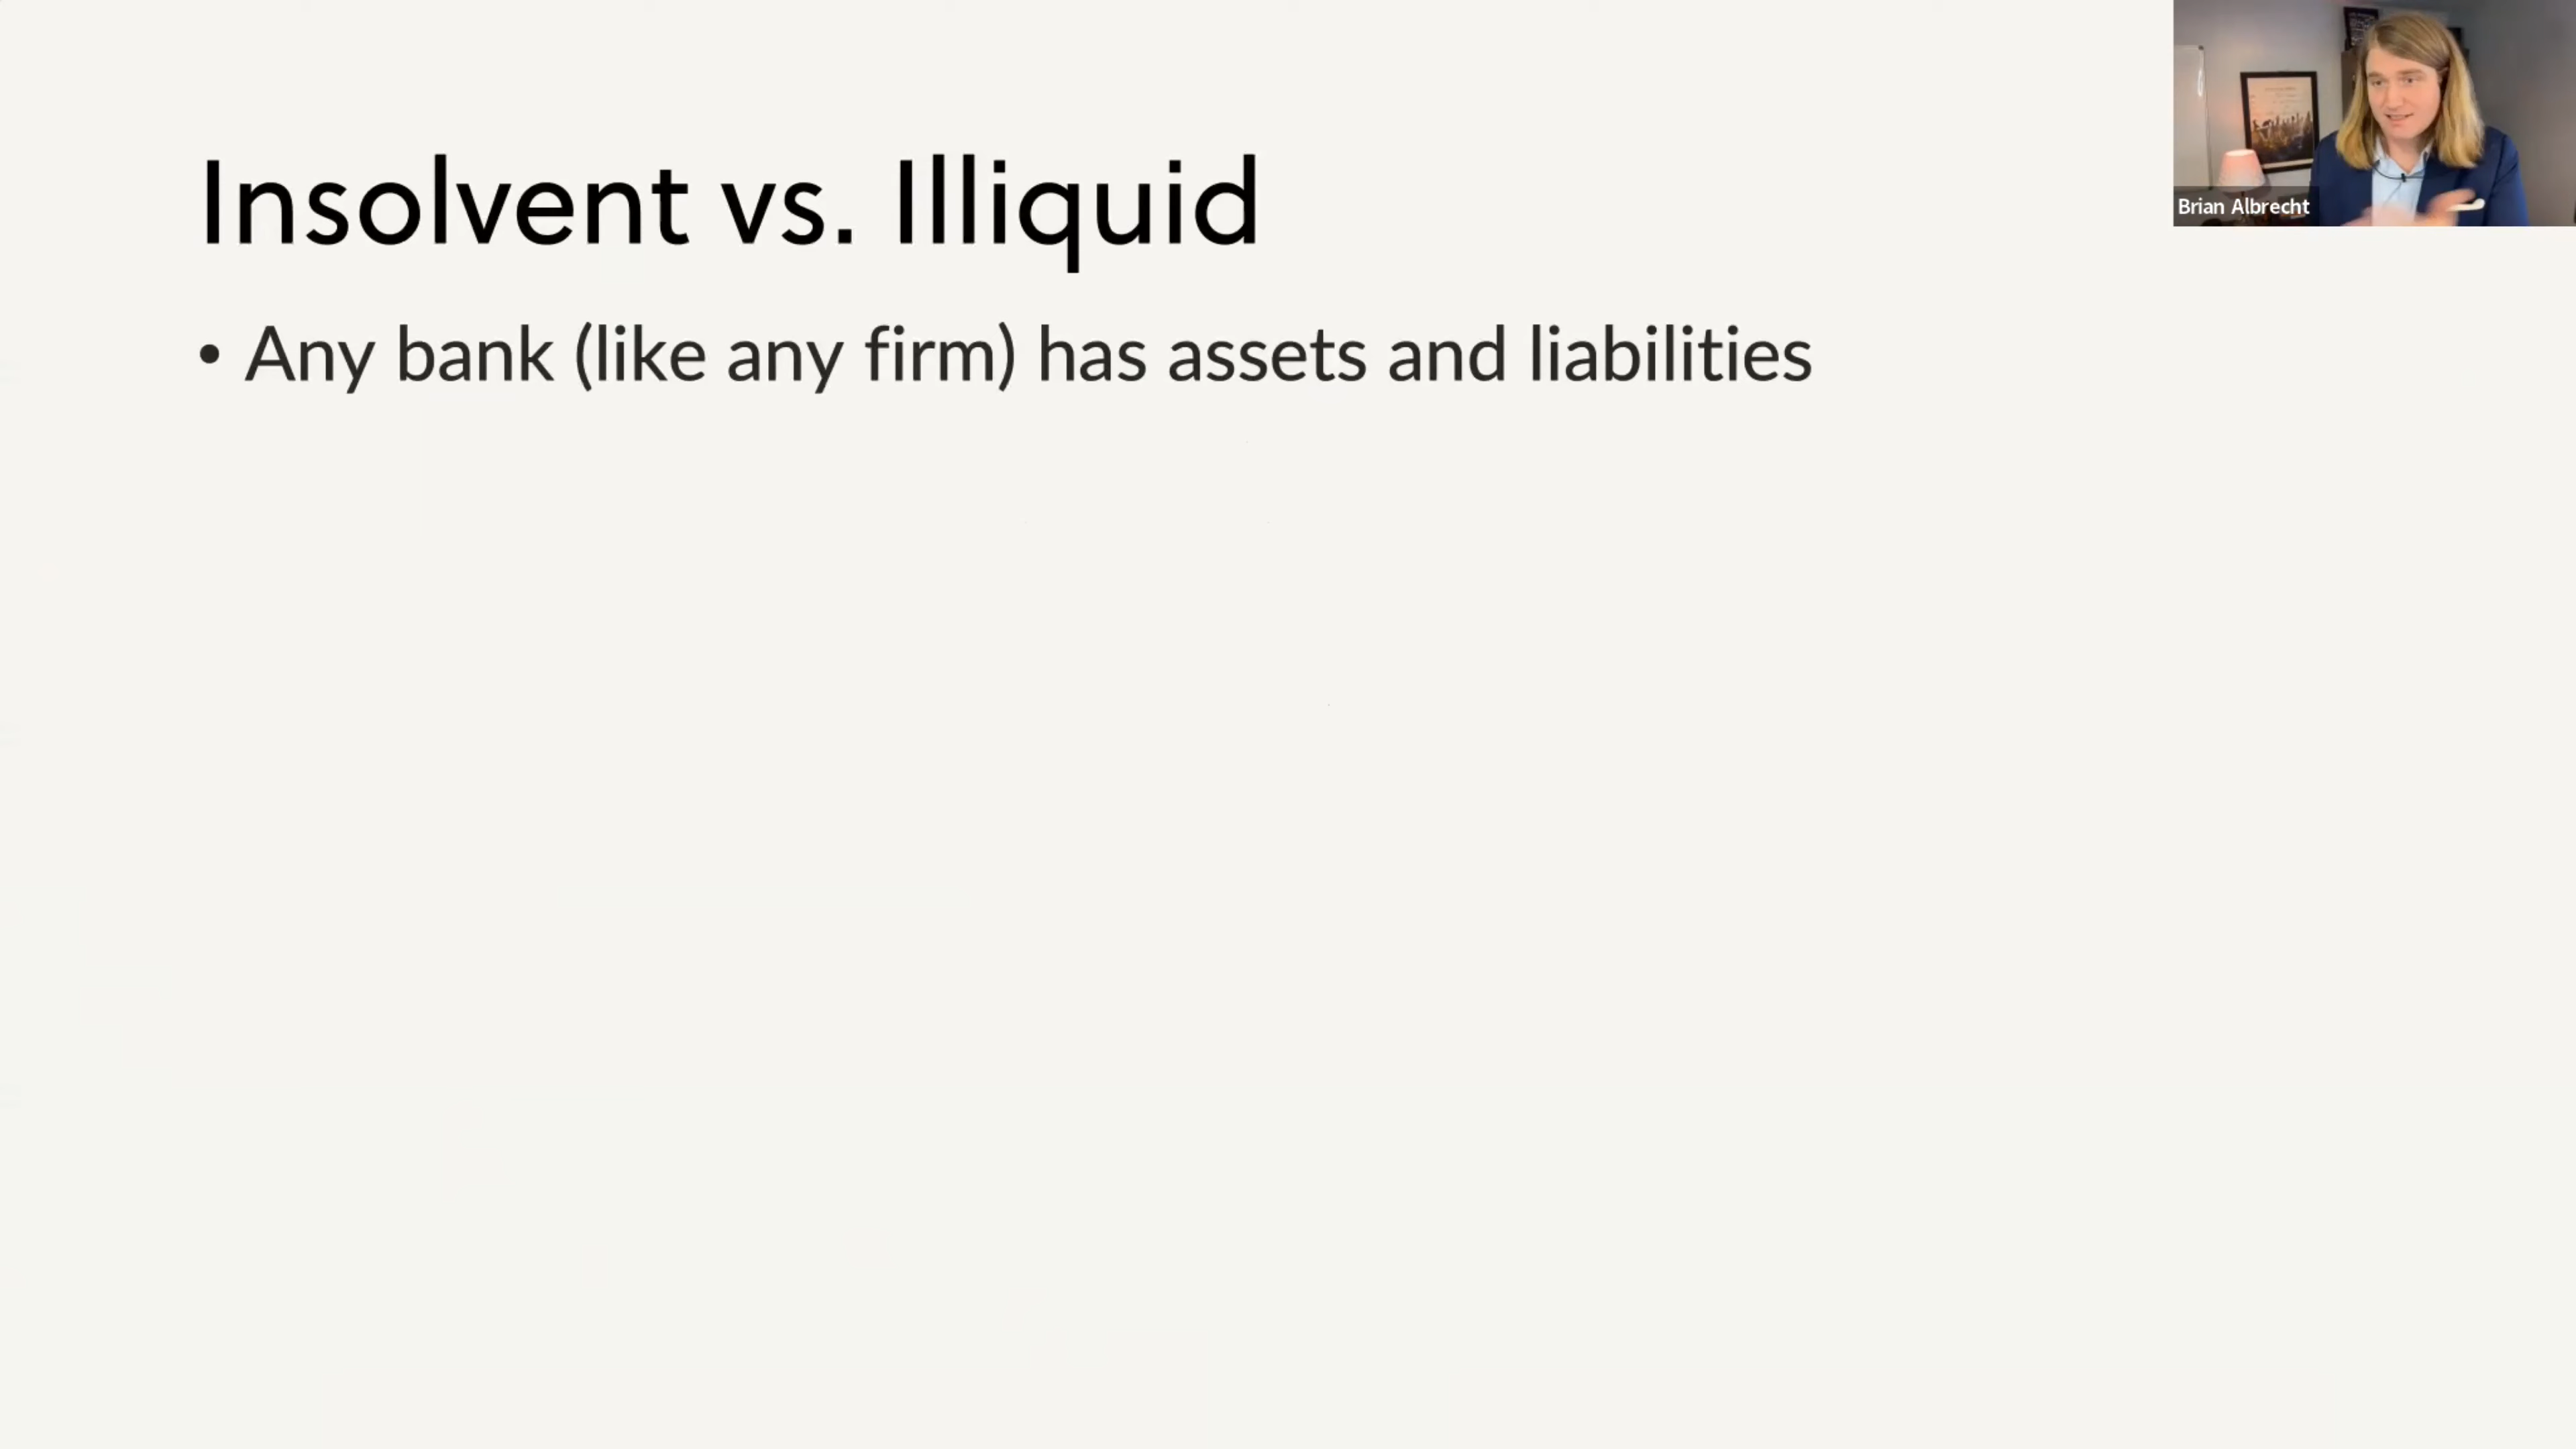 Insolvent vs. Illiquid
• Any bank (like any firm) has assets and liabilities
Brian Albrecht